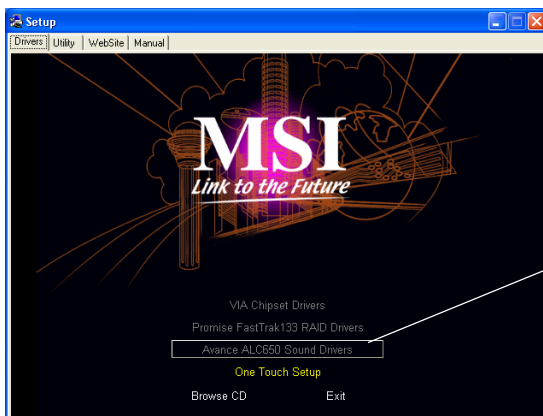 Setup
Drivers Utility WebSite Manual
MSI
Link to the Future
VIA Chipset Drivers
Promise FastTrak133 RAID Drivers
Avance ALC650 Sound Drivers
One Touch Setup
Browse CD Exit